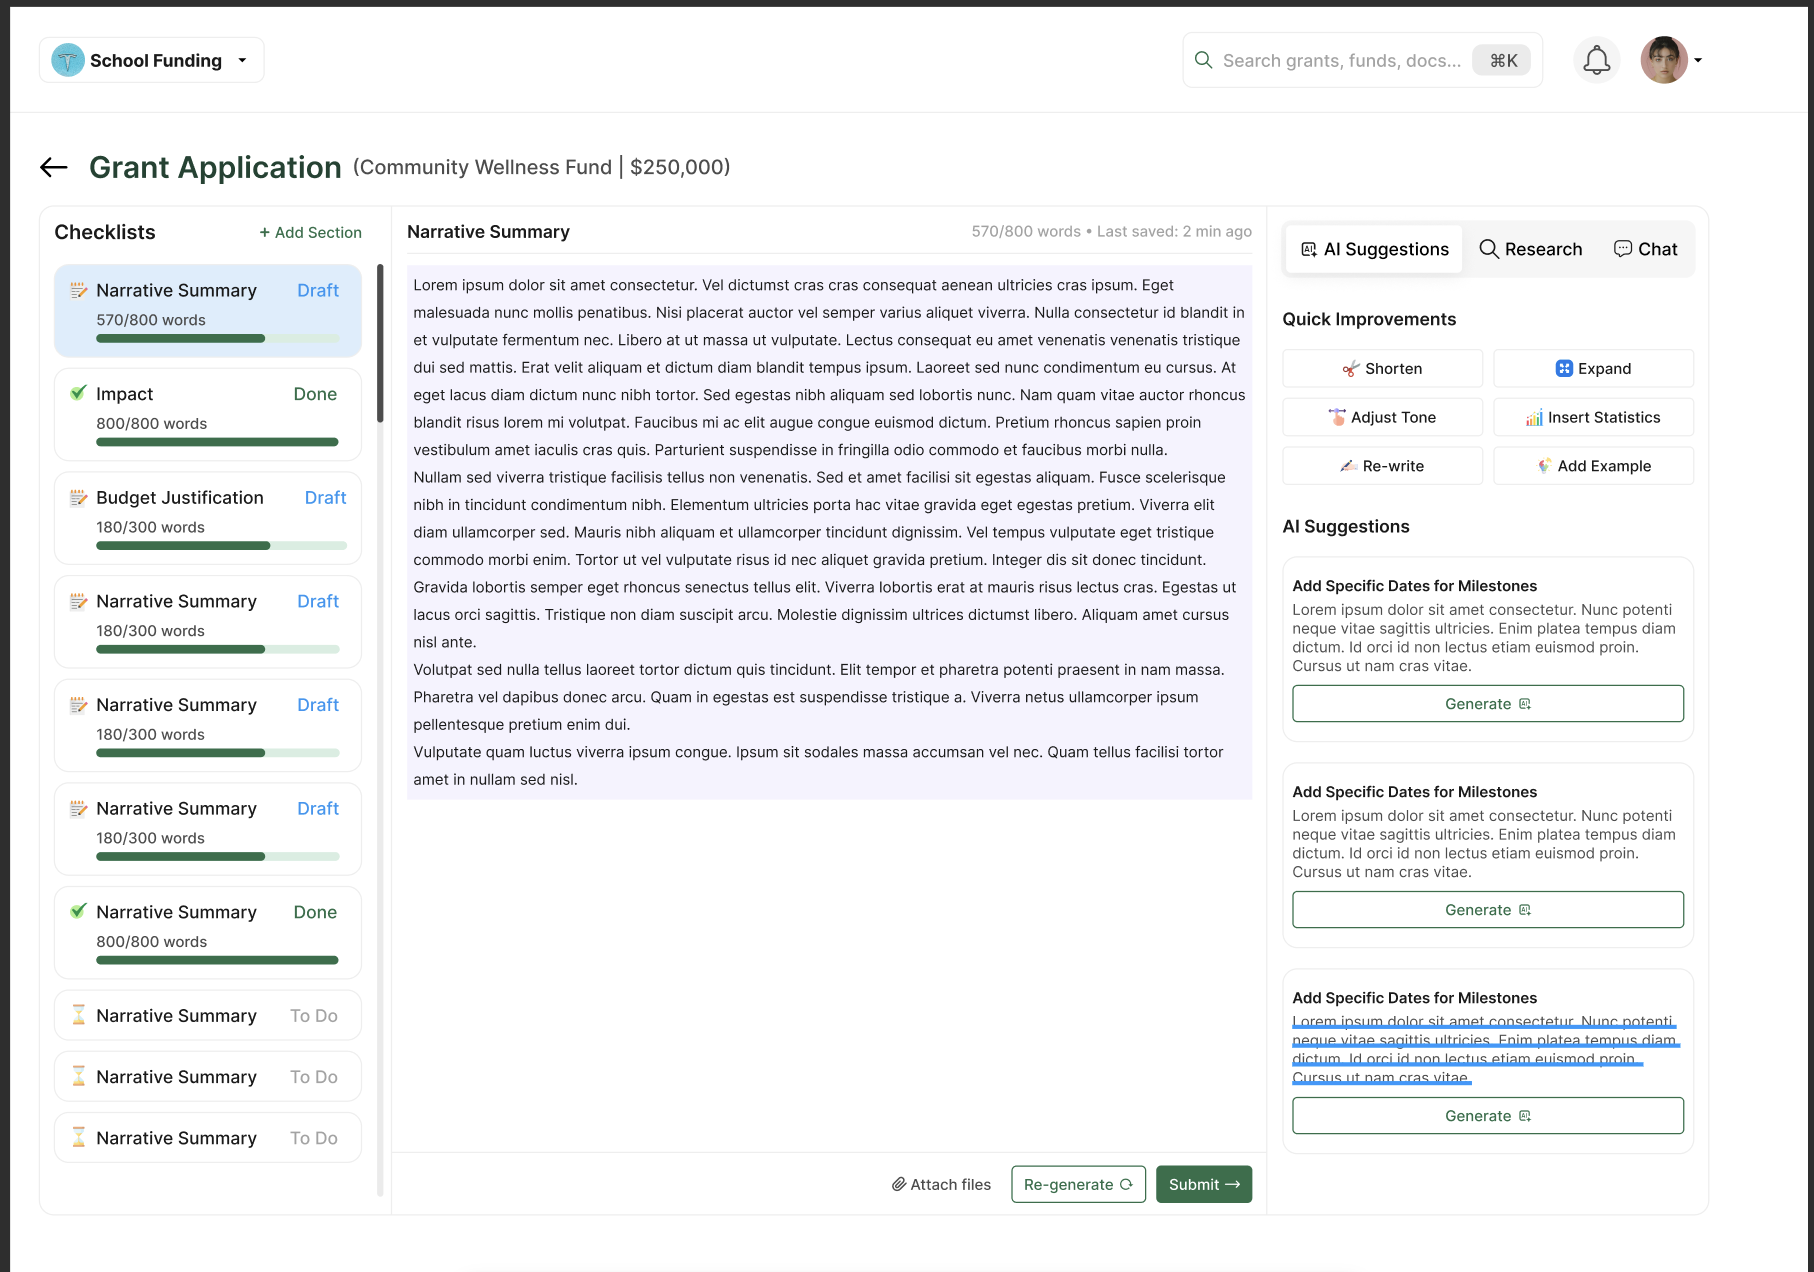 School Funding
Search grants, funds, docs...
⌘K
Grant Application
(Community Wellness Fund | $250,000)
Checklists
+ Add Section
Narrative Summary
Draft
570/800 words
Impact
Done
800/800 words
Budget Justification
Draft
180/300 words
Narrative Summary
Draft
180/300 words
Narrative Summary
Draft
180/300 words
Narrative Summary
Draft
180/300 words
Narrative Summary
Done
800/800 words
Narrative Summary
To Do
Narrative Summary
To Do
Narrative Summary
To Do
Narrative Summary
570/800 words • Last saved: 2 min ago
Lorem ipsum dolor sit amet consectetur. Vel dictumst cras cras consequat aenean ultricies cras ipsum. Eget
malesuada nunc mollis penatibus. Nisi placerat auctor vel semper varius aliquet viverra. Nulla consectetur id blandit in
et vulputate fermentum nec. Libero at ut massa ut vulputate. Lectus consequat eu amet venenatis venenatis tristique
dui sed mattis. Erat velit aliquam et dictum diam blandit tempus ipsum. Laoreet sed nunc condimentum eu cursus. At
eget lacus diam dictum nunc nibh tortor. Sed egestas nibh aliquam sed lobortis nunc. Nam quam vitae auctor rhoncus
blandit risus lorem mi volutpat. Faucibus mi ac elit augue congue euismod dictum. Pretium rhoncus sapien proin
vestibulum amet iaculis cras quis. Parturient suspendisse in fringilla odio commodo et faucibus morbi nulla.
Nullam sed viverra tristique facilisis tellus non venenatis. Sed et amet facilisi sit egestas aliquam. Fusce scelerisque
nibh in tincidunt condimentum nibh. Elementum ultricies porta hac vitae gravida eget egestas pretium. Viverra elit
diam ullamcorper sed. Mauris nibh aliquam et ullamcorper tincidunt dignissim. Vel tempus vulputate eget tristique
commodo morbi enim. Tortor ut vel vulputate risus id nec aliquet gravida pretium. Integer dis sit donec tincidunt.
Gravida lobortis semper eget rhoncus senectus tellus elit. Viverra lobortis erat at mauris risus lectus cras. Egestas ut
lacus orci sagittis. Tristique non diam suscipit arcu. Molestie dignissim ultrices dictumst libero. Aliquam amet cursus
nisl ante.
Volutpat sed nulla tellus laoreet tortor dictum quis tincidunt. Elit tempor et pharetra potenti praesent in nam massa.
Pharetra vel dapibus donec arcu. Quam in egestas est suspendisse tristique a. Viverra netus ullamcorper ipsum
pellentesque pretium enim dui.
Vulputate quam luctus viverra ipsum congue. Ipsum sit sodales massa accumsan vel nec. Quam tellus facilisi tortor
amet in nullam sed nisl.
Attach files
Re-generate
Submit →
AI Suggestions
Research
Chat
Quick Improvements
Shorten
Expand
Adjust Tone
Insert Statistics
Re-write
Add Example
AI Suggestions
Add Specific Dates for Milestones
Lorem ipsum dolor sit amet consectetur. Nunc potenti
neque vitae sagittis ultricies. Enim platea tempus diam
dictum. Id orci id non lectus etiam euismod proin.
Cursus ut nam cras vitae.
Generate
Add Specific Dates for Milestones
Lorem ipsum dolor sit amet consectetur. Nunc potenti
neque vitae sagittis ultricies. Enim platea tempus diam
dictum. Id orci id non lectus etiam euismod proin.
Cursus ut nam cras vitae.
Generate
Add Specific Dates for Milestones
Lorem ipsum dolor sit amet consectetur. Nunc potenti
neque vitae sagittis ultricies. Enim platea tempus diam
dictum. Id orci id non lectus etiam euismod proin.
Cursus ut nam cras vitae.
Generate